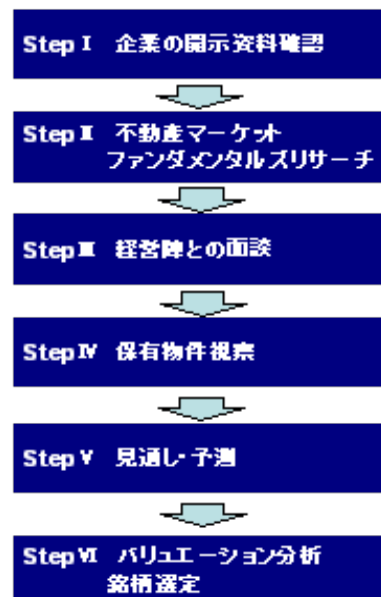 Step Ⅰ 企業の開示資料確認
Step Ⅱ 不動産マーケット
ファンダメンタルズリサーチ
Step Ⅲ 経営陣との面談
Step Ⅳ 保有物件視察
Step Ⅴ 見通し・予測
Step Ⅵ バリュエーション分析
銘柄選定